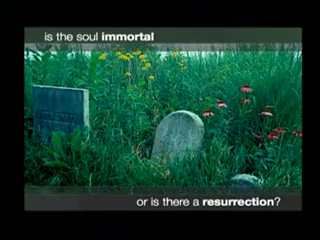 is the soul immortal
or is there a resurrection?